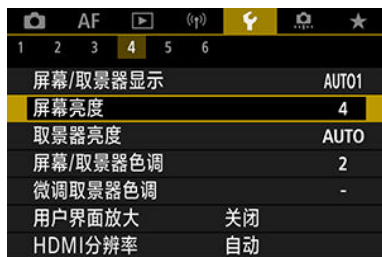 AF
1 2 3 4 5 6
屏幕/取景器显示 AUTO1
屏幕亮度 4
取景器亮度 AUTO
屏幕/取景器色调 2
微调取景器色调 -
用户界面放大 关闭
HDMI分辨率 自动